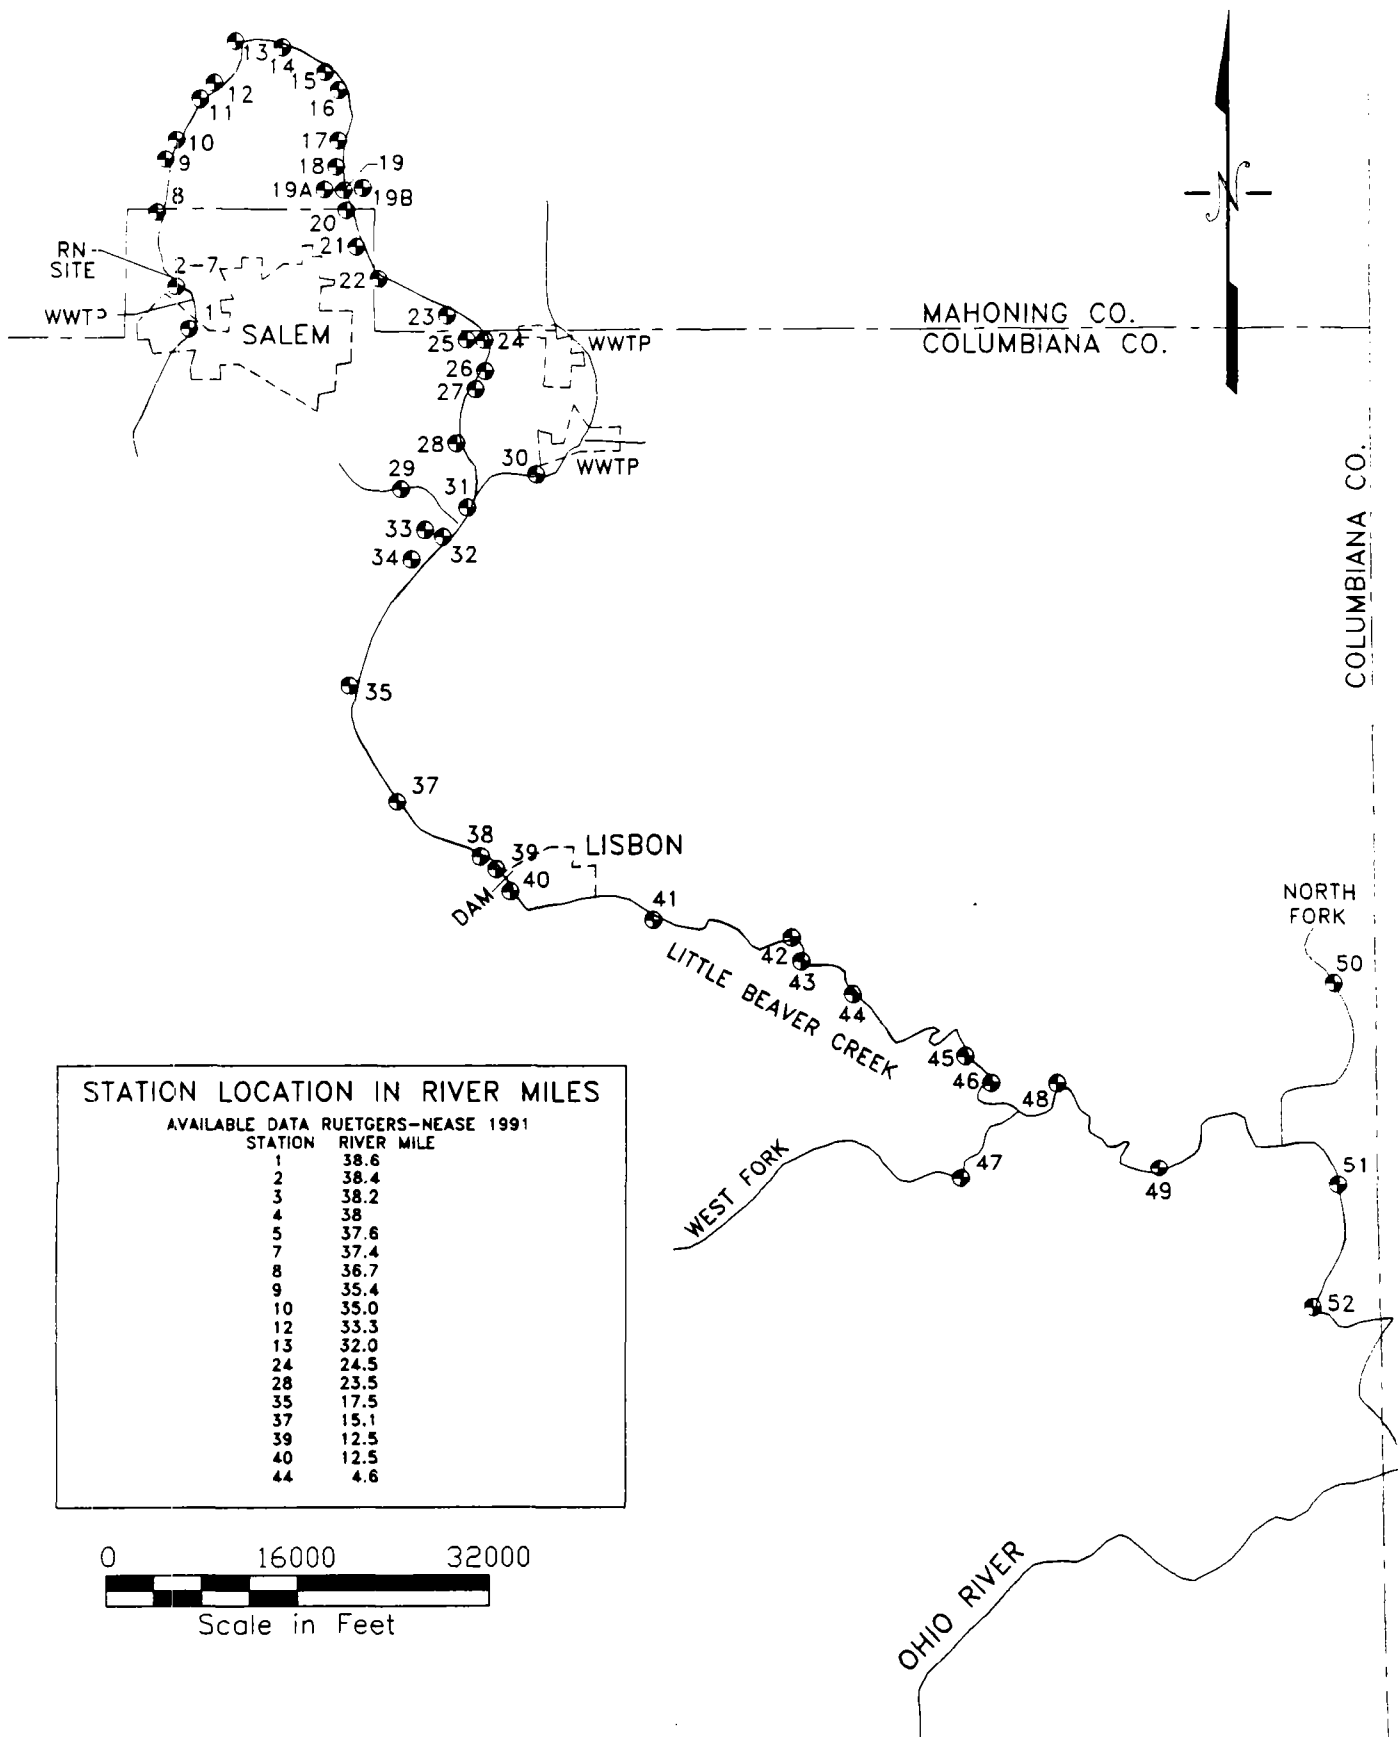 13
14
15
16
12
11
10
9
17
18
19
19A
19B
8
20
21
RN
SITE
2-7
22
WWTP
1
SALEM
23
25
24
WWTP
MAHONING CO.
COLUMBIANA CO.
26
27
28
30
WWTP
29
31
33
32
34
COLUMBIANA CO.
35
37
38
39
LISBON
40
DAM
41
NORTH
FORK
42
43
LITTLE BEAVER CREEK
44
50
45
46
48
47
WEST FORK
49
51
52
STATION LOCATION IN RIVER MILES
AVAILABLE DATA RUETGERS-NEASE 1991
STATION RIVER MILE
1 38.6
2 38.4
3 38.2
4 38
5 37.6
7 37.4
8 36.7
9 35.4
10 35.0
12 33.3
13 32.0
24 24.5
28 23.5
35 17.5
37 15.1
39 12.5
40 12.5
44 4.6
0 16000 32000
Scale in Feet
OHIO RIVER
N